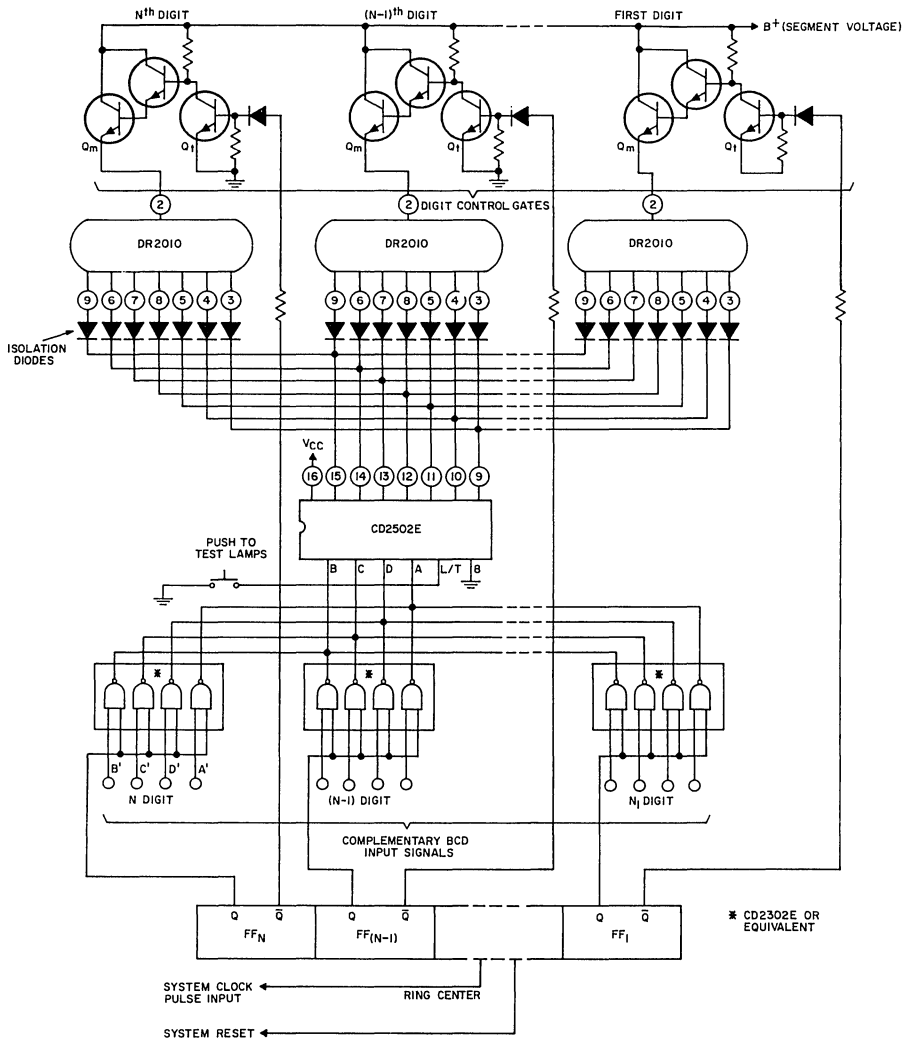 Nth DIGIT (N-1)th DIGIT FIRST DIGIT B+ (SEGMENT VOLTAGE)
Qm Qt Qm Qt Qm Qt
DIGIT CONTROL GATES
2 2 2
DR2010 DR2010 DR2010
9 6 7 8 5 4 3 9 6 7 8 5 4 3 9 6 7 8 5 4 3
ISOLATION
DIODES
VCC
16 15 14 13 12 11 10 9
CD2502E
PUSH TO
TEST LAMPS
B C D A L/T 8
* * *
B' C' D' A'
N DIGIT (N-1) DIGIT N1 DIGIT
COMPLEMENTARY BCD
INPUT SIGNALS
Q Q̄ Q Q̄ Q Q̄
FFN FF(N-1) FF1
* CD2302E OR
EQUIVALENT
SYSTEM CLOCK
PULSE INPUT
RING CENTER
SYSTEM RESET